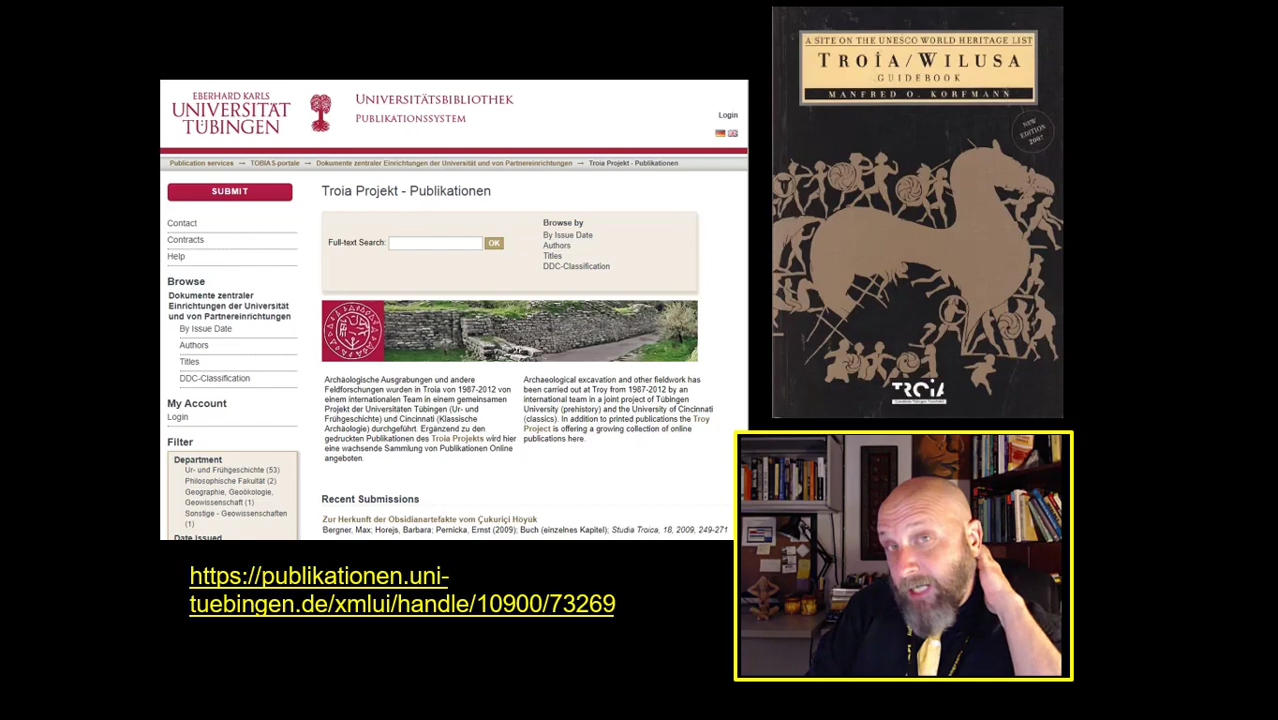 EBERHARD KARLS
UNIVERSITÄT
TÜBINGEN
UNIVERSITÄTSBIBLIOTHEK
PUBLIKATIONSSYSTEM
Login
Publication services → TOBIAS-portale → Dokumente zentraler Einrichtungen der Universität und von Partnereinrichtungen → Troia Projekt - Publikationen
SUBMIT
Contact
Contracts
Help
Browse
Dokumente zentraler
Einrichtungen der Universität
und von Partnereinrichtungen
By Issue Date
Authors
Titles
DDC-Classification
My Account
Login
Filter
Department
Ur- und Frühgeschichte (53)
Philosophische Fakultät (2)
Geographie, Geoökologie,
Geowissenschaft (1)
Sonstige - Geowissenschaften
(1)
Date Issued
Troia Projekt - Publikationen
Full-text Search:
OK
Browse by
By Issue Date
Authors
Titles
DDC-Classification
Archäologische Ausgrabungen und andere
Feldforschungen wurden in Troia von 1987-2012 von
einem internationalen Team in einem gemeinsamen
Projekt der Universitäten Tübingen (Ur- und
Frühgeschichte) und Cincinnati (Klassische
Archäologie) durchgeführt. Ergänzend zu den
gedruckten Publikationen des Troia Projekts wird hier
eine wachsende Sammlung von Publikationen Online
angeboten.
Archaeological excavation and other fieldwork has
been carried out at Troy from 1987-2012 by an
international team in a joint project of Tübingen
University (prehistory) and the University of Cincinnati
(classics). In addition to printed publications the Troy
Project is offering a growing collection of online
publications here.
Recent Submissions
Zur Herkunft der Obsidianartefakte vom Çukuriçi Höyük
Bergner, Max; Horejs, Barbara; Pernicka, Ernst (2009); Buch (einzelnes Kapitel); Studia Troica, 18, 2009, 249-271
https://publikationen.uni-
tuebingen.de/xmlui/handle/10900/73269
A SITE ON THE UNESCO WORLD HERITAGE LIST
TROİA/WILUSA
GUIDEBOOK
MANFRED O. KORFMANN
NEW
EDITION
2007
TROİA